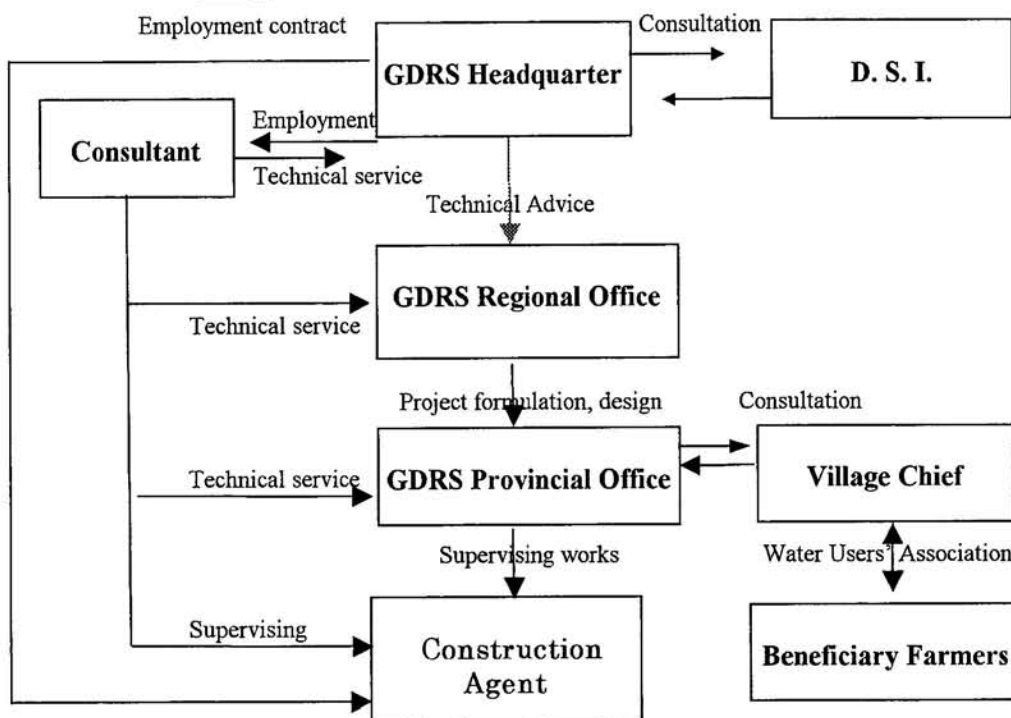 Employment contract
Consultation
GDRS Headquarter
D. S. I.
Employment
Consultant
Technical service
Technical Advice
GDRS Regional Office
Technical service
Project formulation, design
Consultation
Technical service
GDRS Provincial Office
Village Chief
Supervising works
Water Users' Association
Supervising
Construction
Agent
Beneficiary Farmers